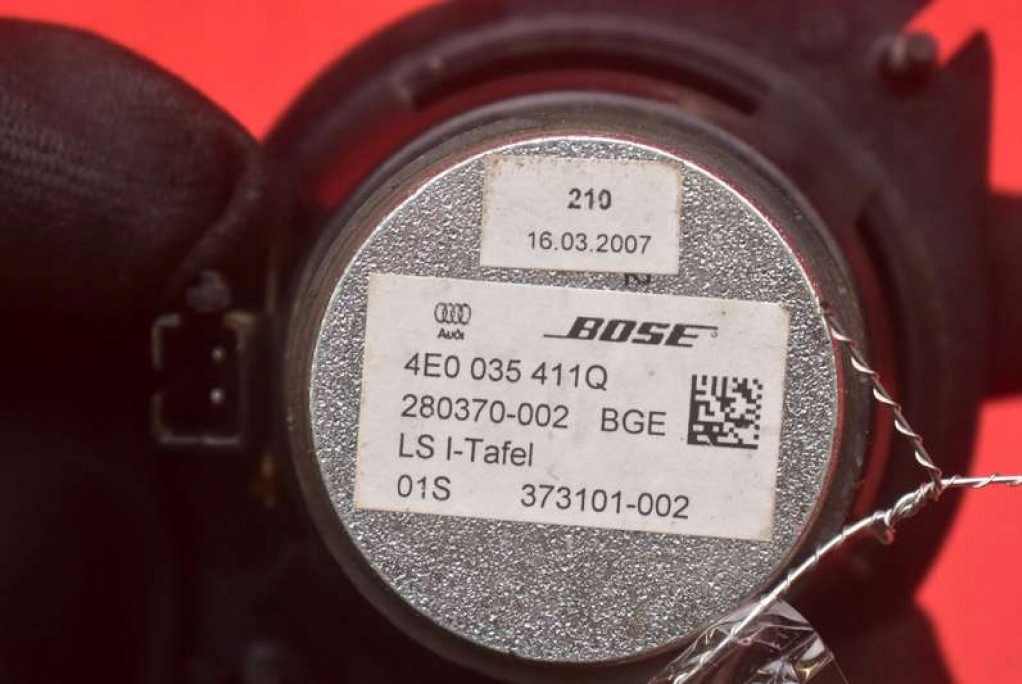 210
16.03.2007
Audi BOSE
4E0 035 411Q
280370-002 BGE
LS I-Tafel
01S 373101-002